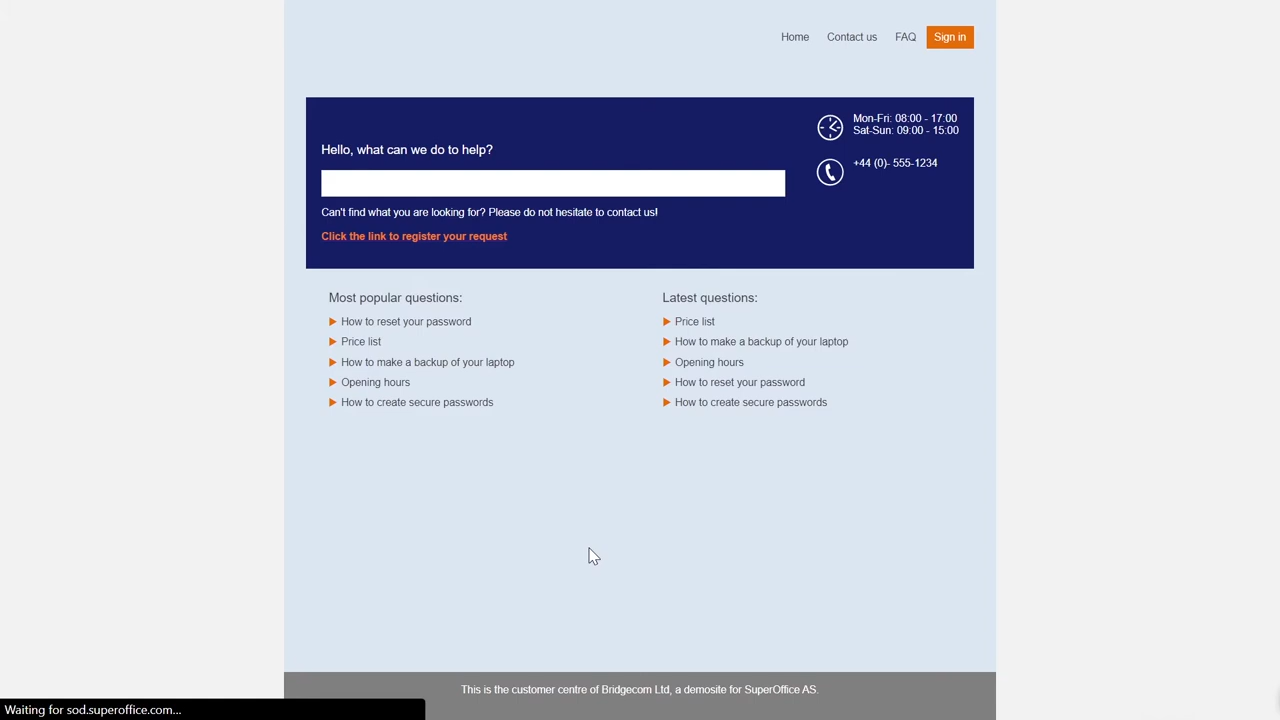 Home Contact us FAQ Sign in
Mon-Fri: 08:00 - 17:00
Sat-Sun: 09:00 - 15:00
Hello, what can we do to help?
+44 (0)- 555-1234
Can't find what you are looking for? Please do not hesitate to contact us!
Click the link to register your request
Most popular questions:
How to reset your password
Price list
How to make a backup of your laptop
Opening hours
How to create secure passwords
Latest questions:
Price list
How to make a backup of your laptop
Opening hours
How to reset your password
How to create secure passwords
This is the customer centre of Bridgecom Ltd, a demosite for SuperOffice AS.
Waiting for sod.superoffice.com...